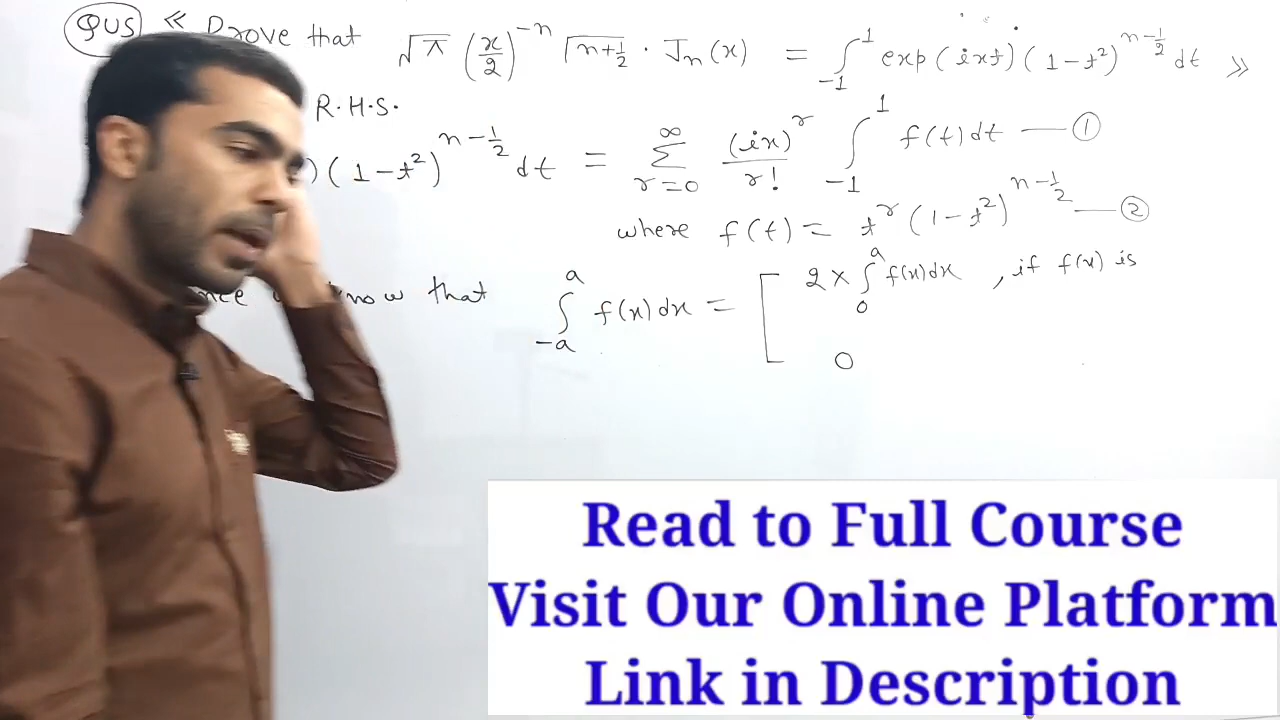 QUS « Prove that √π (x/2)^{-n} Γ(n+1/2) · J_n(x) = ∫_{-1}^{1} exp(ixt)(1-t²)^{n-1/2} dt »
R.H.S.
)(1-t²)^{n-1/2} dt = Σ_{r=0}^{∞} (ix)^r / r! ∫_{-1}^{1} f(t)dt —①
where f(t) = t^r (1-t²)^{n-1/2} —②
know that ∫_{-a}^{a} f(x)dx = [ 2 × ∫_{0}^{a} f(x)dx , if f(x) is
0
Read to Full Course
Visit Our Online Platform
Link in Description